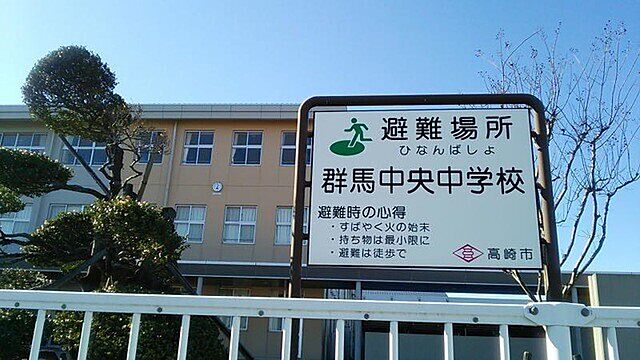 避難場所
ひなんばしよ
群馬中央中学校
避難時の心得
・すばやく火の始末
・持ち物は最小限に
・避難は徒歩で
高崎市